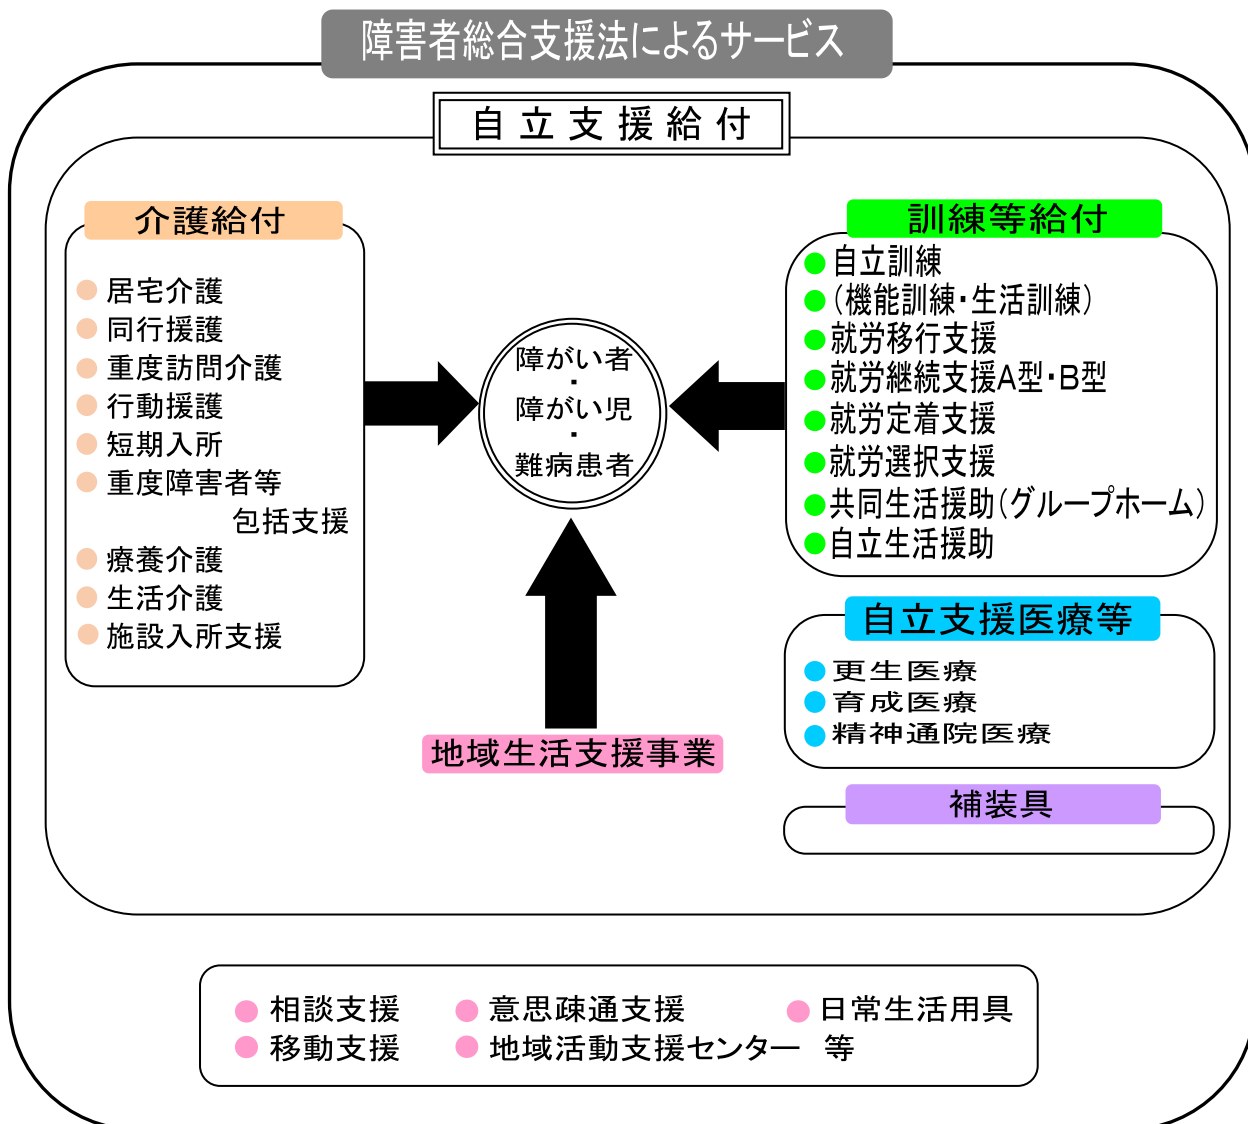 障害者総合支援法によるサービス
自立支援給付
介護給付
● 居宅介護
● 同行援護
● 重度訪問介護
● 行動援護
● 短期入所
● 重度障害者等
包括支援
● 療養介護
● 生活介護
● 施設入所支援
障がい者
・
障がい児
・
難病患者
訓練等給付
● 自立訓練
● (機能訓練・生活訓練)
● 就労移行支援
● 就労継続支援A型・B型
● 就労定着支援
● 就労選択支援
● 共同生活援助(グループホーム)
● 自立生活援助
自立支援医療等
● 更生医療
● 育成医療
● 精神通院医療
補装具
地域生活支援事業
● 相談支援 ● 意思疎通支援 ● 日常生活用具
● 移動支援 ● 地域活動支援センター 等